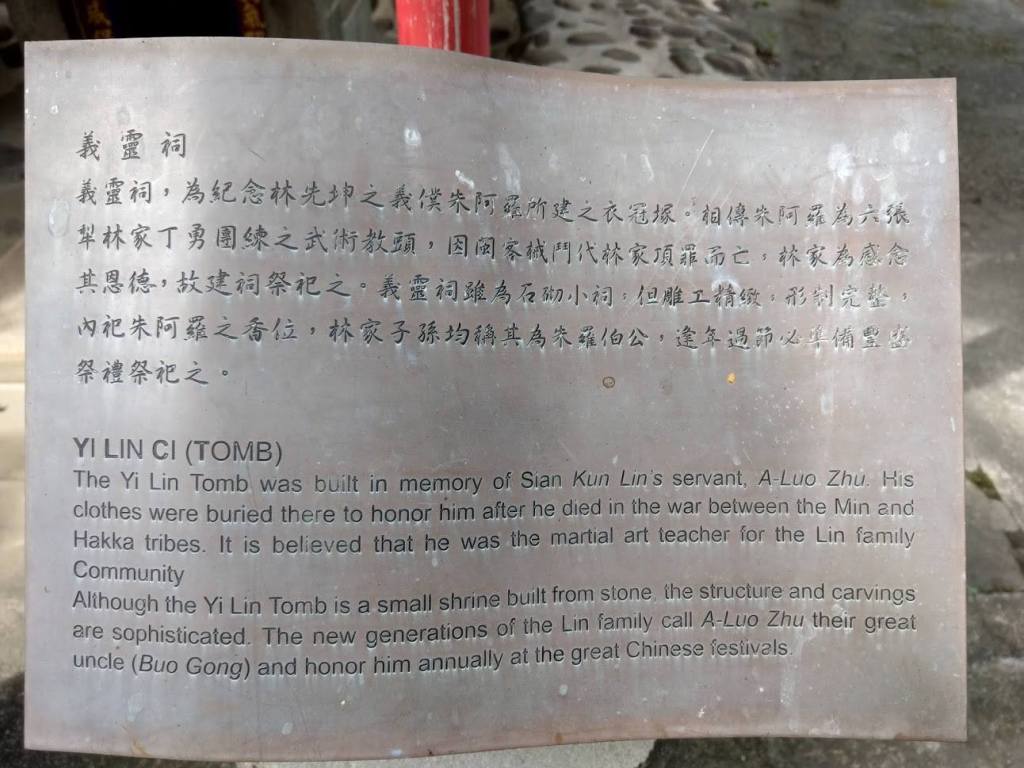 義靈祠
義靈祠，為紀念林先坤之義僕朱阿羅所建之衣冠塚。相傳朱阿羅為六張
犁林家丁勇團練之武術教頭，因閩客械鬥代林家頂罪而亡，林家為感念
其恩德，故建祠祭祀之。義靈祠雖為石砌小祠，但雕工精緻，形制完整，
內祀朱阿羅之香位，林家子孫均稱其為朱羅伯公，逢年過節必準備豐盛
祭禮祭祀之。
YI LIN CI (TOMB)
The Yi Lin Tomb was built in memory of Sian Kun Lin's servant, A-Luo Zhu. His
clothes were buried there to honor him after he died in the war between the Min and
Hakka tribes. It is believed that he was the martial art teacher for the Lin family
Community
Although the Yi Lin Tomb is a small shrine built from stone, the structure and carvings
are sophisticated. The new generations of the Lin family call A-Luo Zhu their great
uncle (Buo Gong) and honor him annually at the great Chinese festivals.